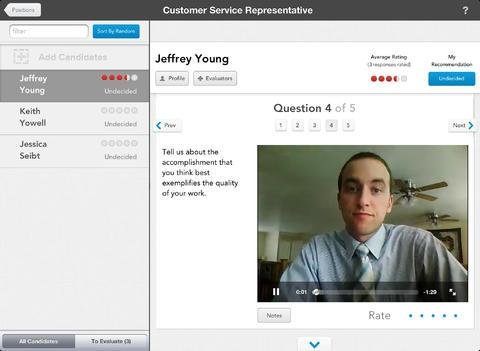 Positions
Customer Service Representative
?
filter
Sort By Random
Add Candidates
Jeffrey
Young
Undecided
Keith
Yowell
Undecided
Jessica
Seibt
Undecided
All Candidates
To Evaluate (3)
Jeffrey Young
Profile
Evaluators
Average Rating
(3 responses rated)
My
Recommendation
Undecided
Question 4 of 5
Prev
1 2 3 4 5
Next
Tell us about the
accomplishment that
you think best
exemplifies the quality
of your work.
0:01
-1:29
Notes
Rate